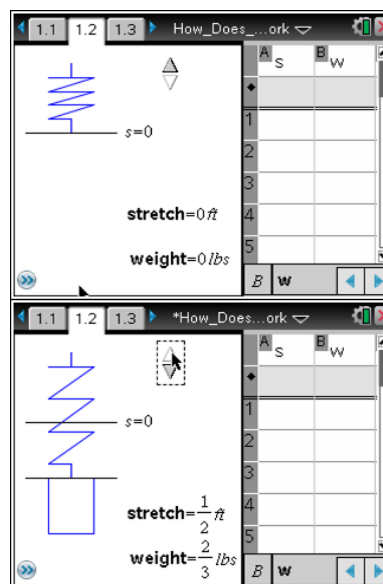 1.1 1.2 1.3 How_Does_...ork
A s B w
1
s=0
2
3
stretch=0 ft
4
5
weight=0 lbs
B w
1.1 1.2 1.3 *How_Does...ork
A s B w
1
s=0
2
3
4
stretch=1/2 ft
5
weight=2/3 lbs
B w